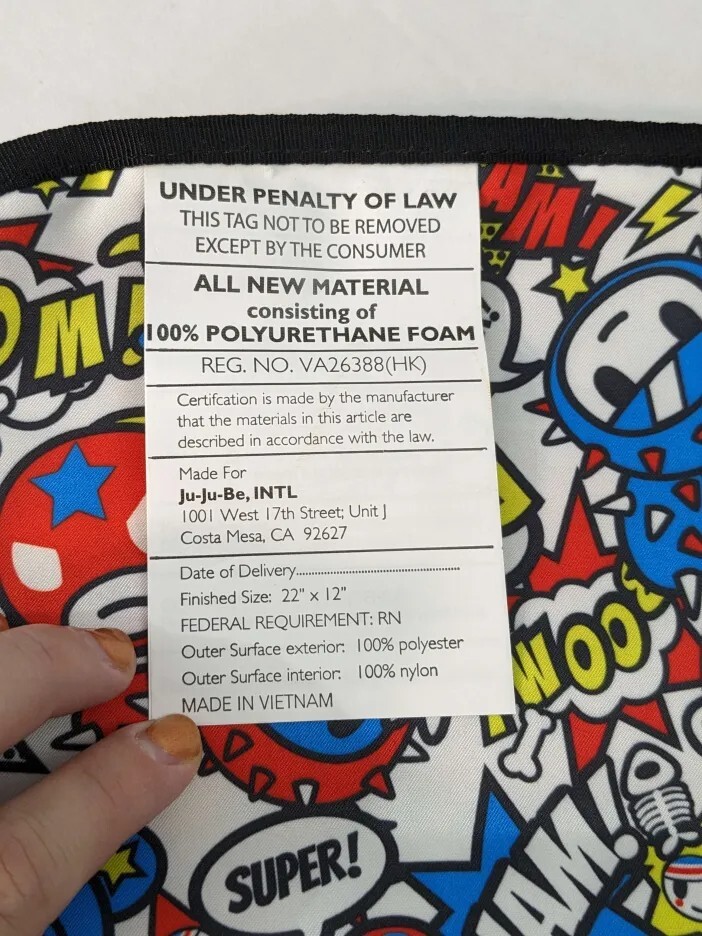 UNDER PENALTY OF LAW
THIS TAG NOT TO BE REMOVED
EXCEPT BY THE CONSUMER
ALL NEW MATERIAL
consisting of
100% POLYURETHANE FOAM
REG. NO. VA26388(HK)
Certifcation is made by the manufacturer
that the materials in this article are
described in accordance with the law.
Made For
Ju-Ju-Be, INTL
1001 West 17th Street; Unit J
Costa Mesa, CA 92627
Date of Delivery..................................................
Finished Size: 22" x 12"
FEDERAL REQUIREMENT: RN
Outer Surface exterior: 100% polyester
Outer Surface interior: 100% nylon
MADE IN VIETNAM
AM!
OM!
WOO
SUPER!
AM!